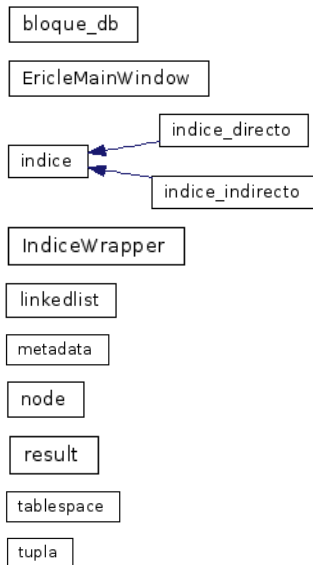 bloque_db
EricleMainWindow
indice_directo
indice
indice_indirecto
IndiceWrapper
linkedlist
metadata
node
result
tablespace
tupla